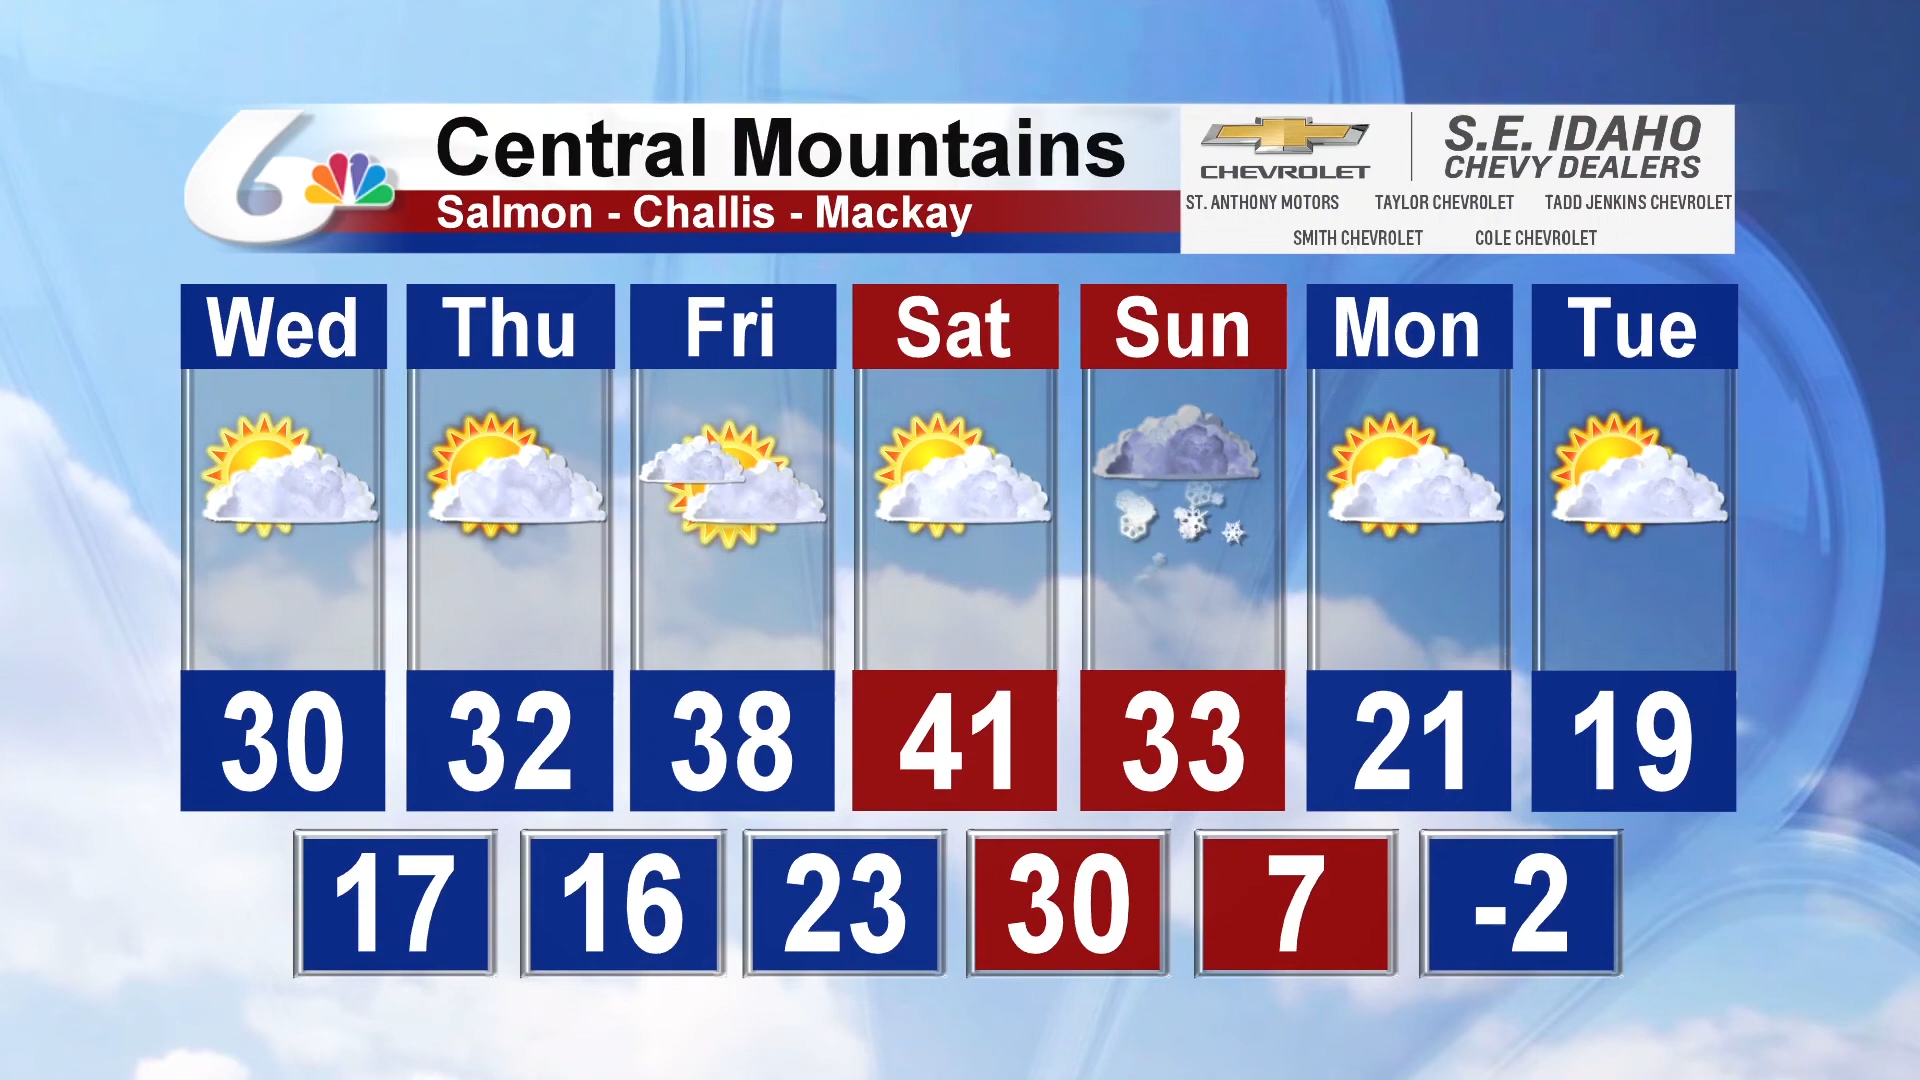 6
Central Mountains
Salmon - Challis - Mackay
CHEVROLET
S.E. IDAHO
CHEVY DEALERS
ST. ANTHONY MOTORS TAYLOR CHEVROLET TADD JENKINS CHEVROLET
SMITH CHEVROLET COLE CHEVROLET
Wed Thu Fri Sat Sun Mon Tue
30 32 38 41 33 21 19
17 16 23 30 7 -2